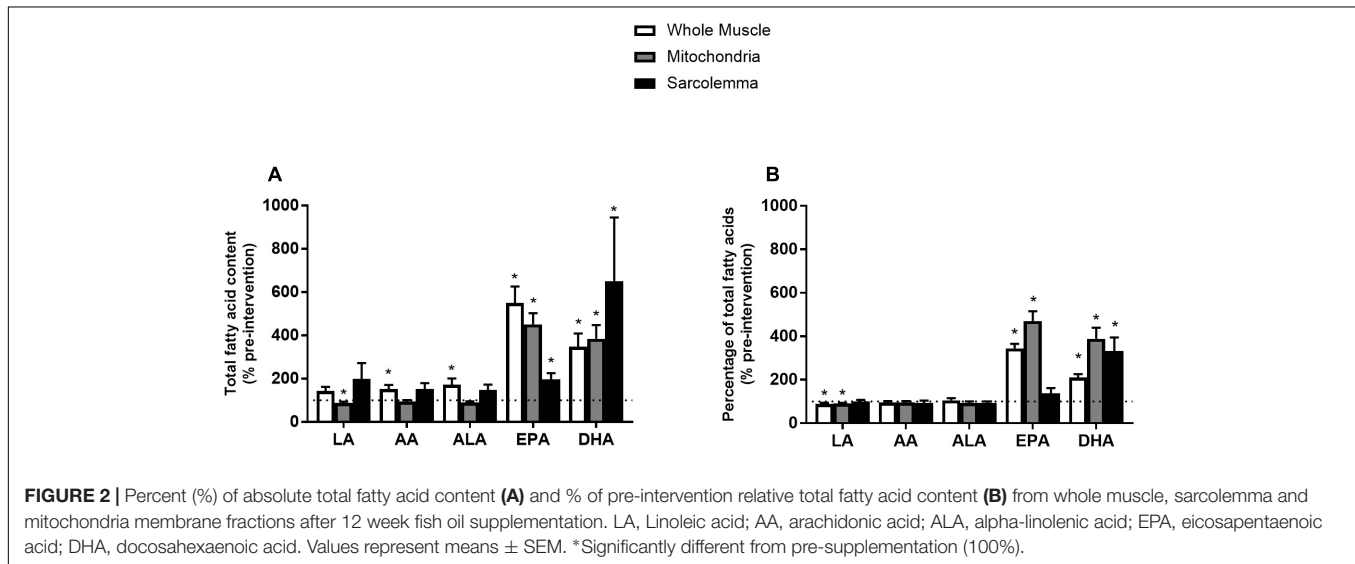 Whole Muscle
Mitochondria
Sarcolemma
A
Total fatty acid content
(% pre-intervention)
1000
800
600
400
200
0
* * * * * * * * *
LA AA ALA EPA DHA
B
Percentage of total fatty acids
(% pre-intervention)
1000
800
600
400
200
0
* * * * * * *
LA AA ALA EPA DHA
FIGURE 2 | Percent (%) of absolute total fatty acid content (A) and % of pre-intervention relative total fatty acid content (B) from whole muscle, sarcolemma and
mitochondria membrane fractions after 12 week fish oil supplementation. LA, Linoleic acid; AA, arachidonic acid; ALA, alpha-linolenic acid; EPA, eicosapentaenoic
acid; DHA, docosahexaenoic acid. Values represent means ± SEM. *Significantly different from pre-supplementation (100%).